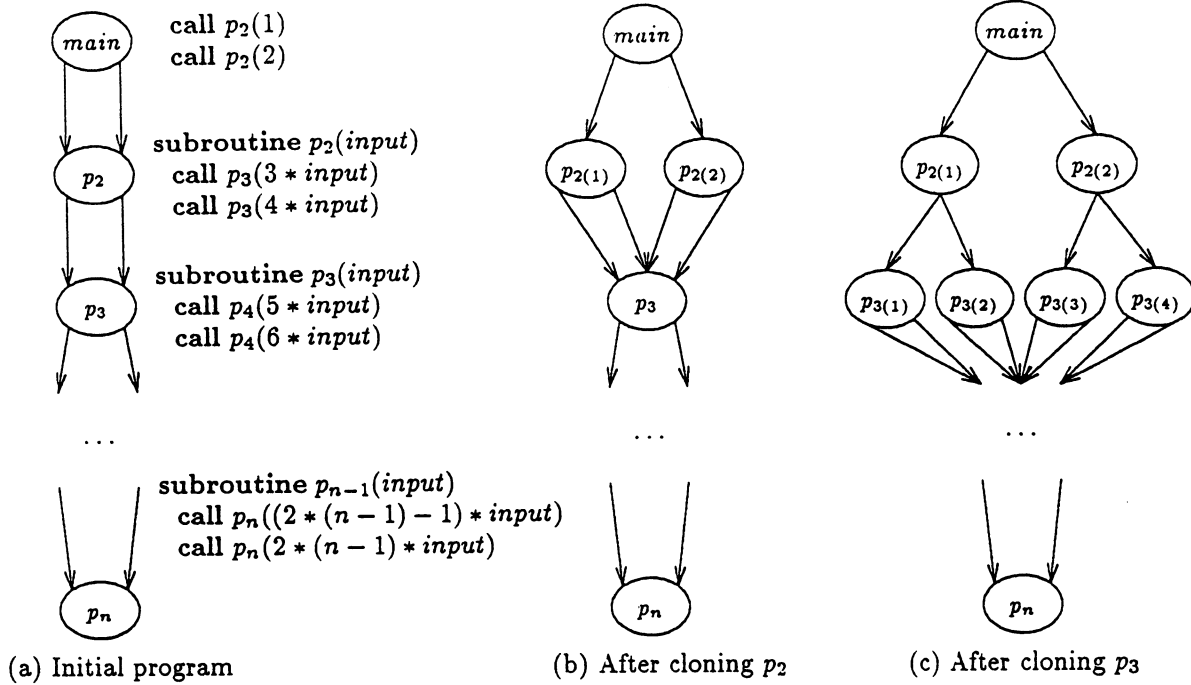 main
call p2(1)
call p2(2)
p2
subroutine p2(input)
call p3(3 * input)
call p3(4 * input)
p3
subroutine p3(input)
call p4(5 * input)
call p4(6 * input)
...
subroutine pn−1(input)
call pn((2 * (n − 1) − 1) * input)
call pn(2 * (n − 1) * input)
pn
(a) Initial program
main
p2(1)
p2(2)
p3
...
pn
(b) After cloning p2
main
p2(1)
p2(2)
p3(1)
p3(2)
p3(3)
p3(4)
...
pn
(c) After cloning p3